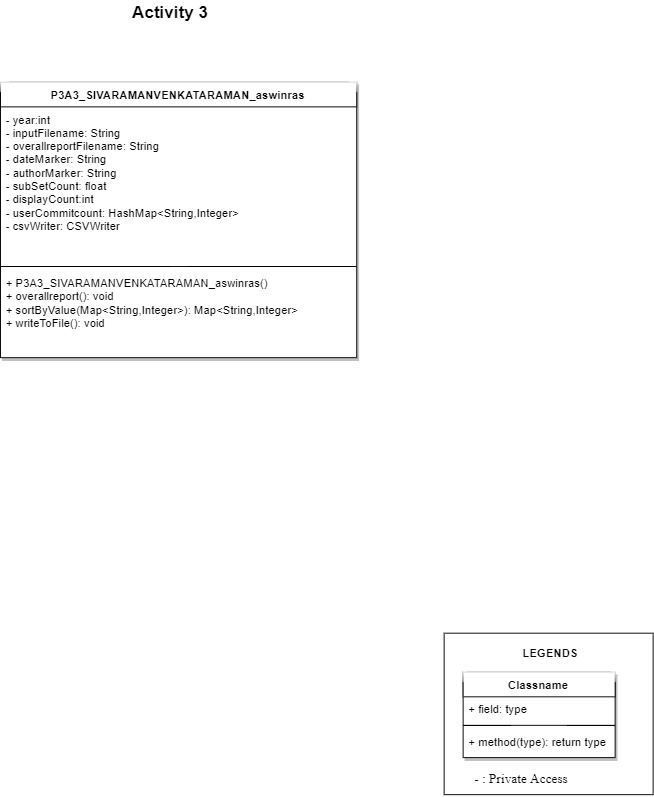 Activity 3
P3A3_SIVARAMANVENKATARAMAN_aswinras
- year:int
- inputFilename: String
- overallreportFilename: String
- dateMarker: String
- authorMarker: String
- subSetCount: float
- displayCount:int
- userCommitcount: HashMap<String,Integer>
- csvWriter: CSVWriter
+ P3A3_SIVARAMANVENKATARAMAN_aswinras()
+ overallreport(): void
+ sortByValue(Map<String,Integer>): Map<String,Integer>
+ writeToFile(): void
LEGENDS
Classname
+ field: type
+ method(type): return type
- : Private Access